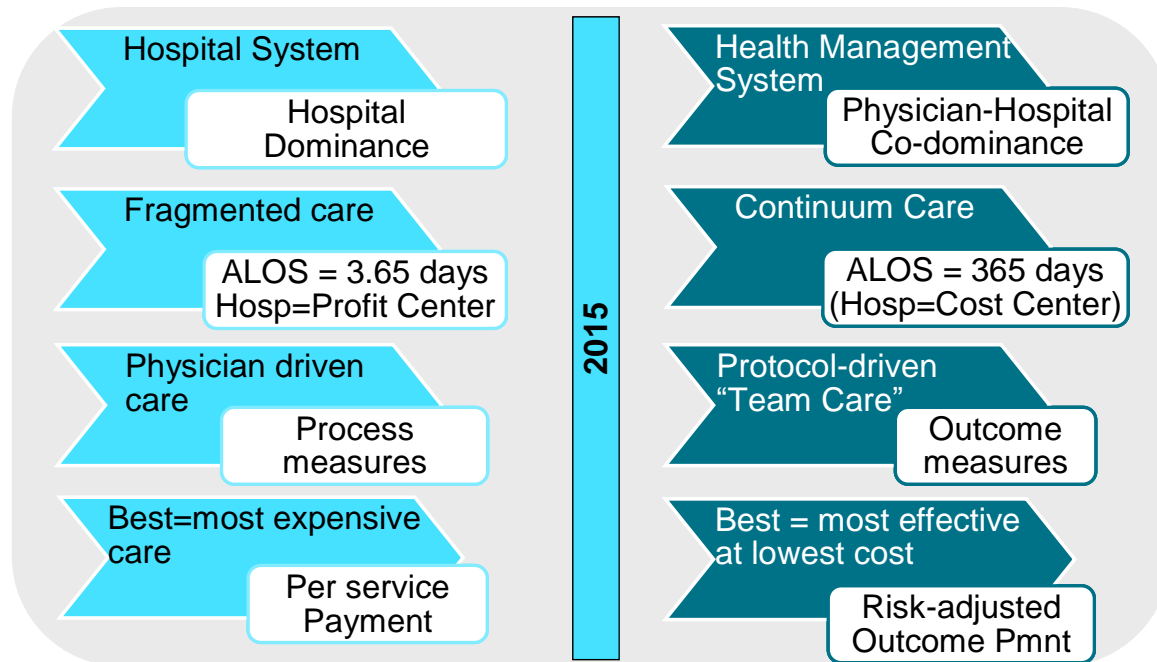 Hospital System
Hospital
Dominance
Fragmented care
ALOS = 3.65 days
Hosp=Profit Center
Physician driven
care
Process
measures
Best=most expensive
care
Per service
Payment
2015
Health Management
System
Physician-Hospital
Co-dominance
Continuum Care
ALOS = 365 days
(Hosp=Cost Center)
Protocol-driven
“Team Care”
Outcome
measures
Best = most effective
at lowest cost
Risk-adjusted
Outcome Pmnt